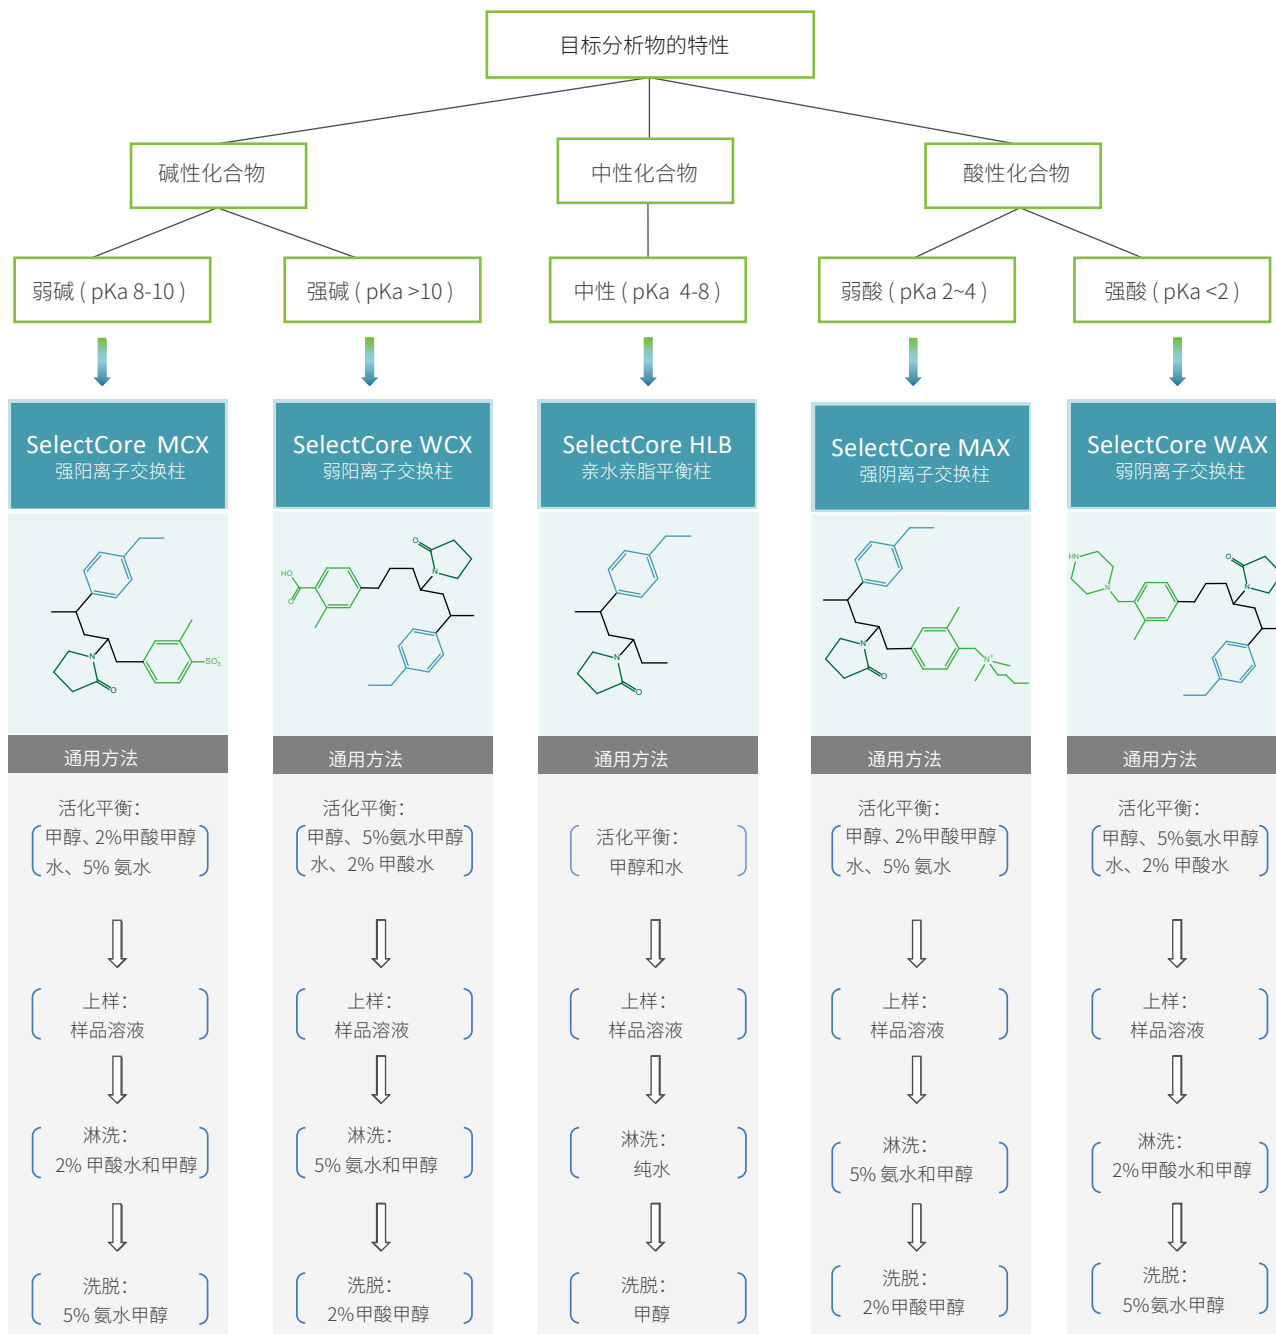 目标分析物的特性
碱性化合物
中性化合物
酸性化合物
弱碱 ( pKa 8-10 )
强碱 ( pKa >10 )
中性 ( pKa 4-8 )
弱酸 ( pKa 2~4 )
强酸 ( pKa <2 )
SelectCore MCX
强阳离子交换柱
SelectCore WCX
弱阳离子交换柱
SelectCore HLB
亲水亲脂平衡柱
SelectCore MAX
强阴离子交换柱
SelectCore WAX
弱阴离子交换柱
N
O
SO3-
HO
O
O
N
N
O
N
O
N+
HN
N
O
N
通用方法
通用方法
通用方法
通用方法
通用方法
活化平衡：
甲醇、2%甲酸甲醇
水、5% 氨水
活化平衡：
甲醇、5%氨水甲醇
水、2% 甲酸水
活化平衡：
甲醇和水
活化平衡：
甲醇、2%甲酸甲醇
水、5% 氨水
活化平衡：
甲醇、5%氨水甲醇
水、2% 甲酸水
上样：
样品溶液
上样：
样品溶液
上样：
样品溶液
上样：
样品溶液
上样：
样品溶液
淋洗：
2% 甲酸水和甲醇
淋洗：
5% 氨水和甲醇
淋洗：
纯水
淋洗：
5% 氨水和甲醇
淋洗：
2%甲酸水和甲醇
洗脱：
5% 氨水甲醇
洗脱：
2%甲酸甲醇
洗脱：
甲醇
洗脱：
2%甲酸甲醇
洗脱：
5%氨水甲醇